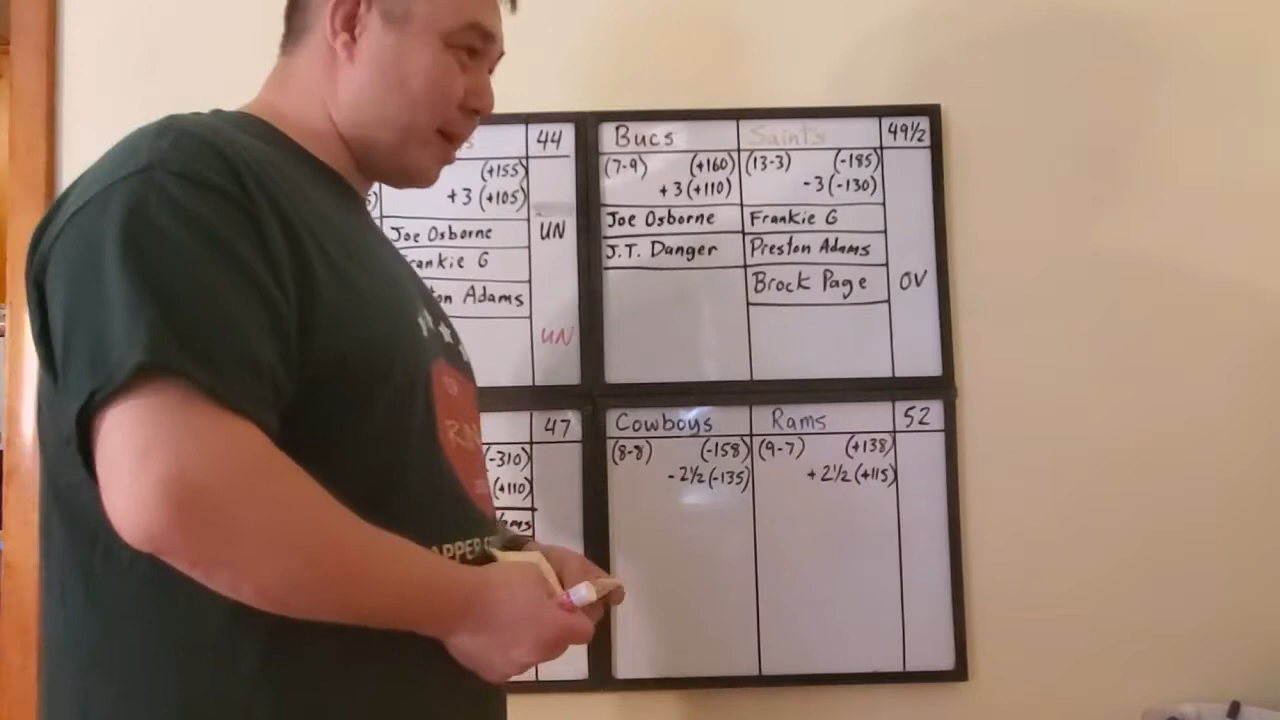 44
(+155)
+3 (+105)
Joe Osborne
UN
Frankie G
Adams
UN
Bucs
Saints
49½
(7-9) (+160)
+3 (+110)
(13-3) (-185)
-3 (-130)
Joe Osborne
Frankie G
J.T. Danger
Preston Adams
Brock Page
OV
47
(-310)
(+110)
Cowboys
Rams
52
(8-8) (-158)
-2½ (-135)
(9-7) (+138)
+2½ (+115)